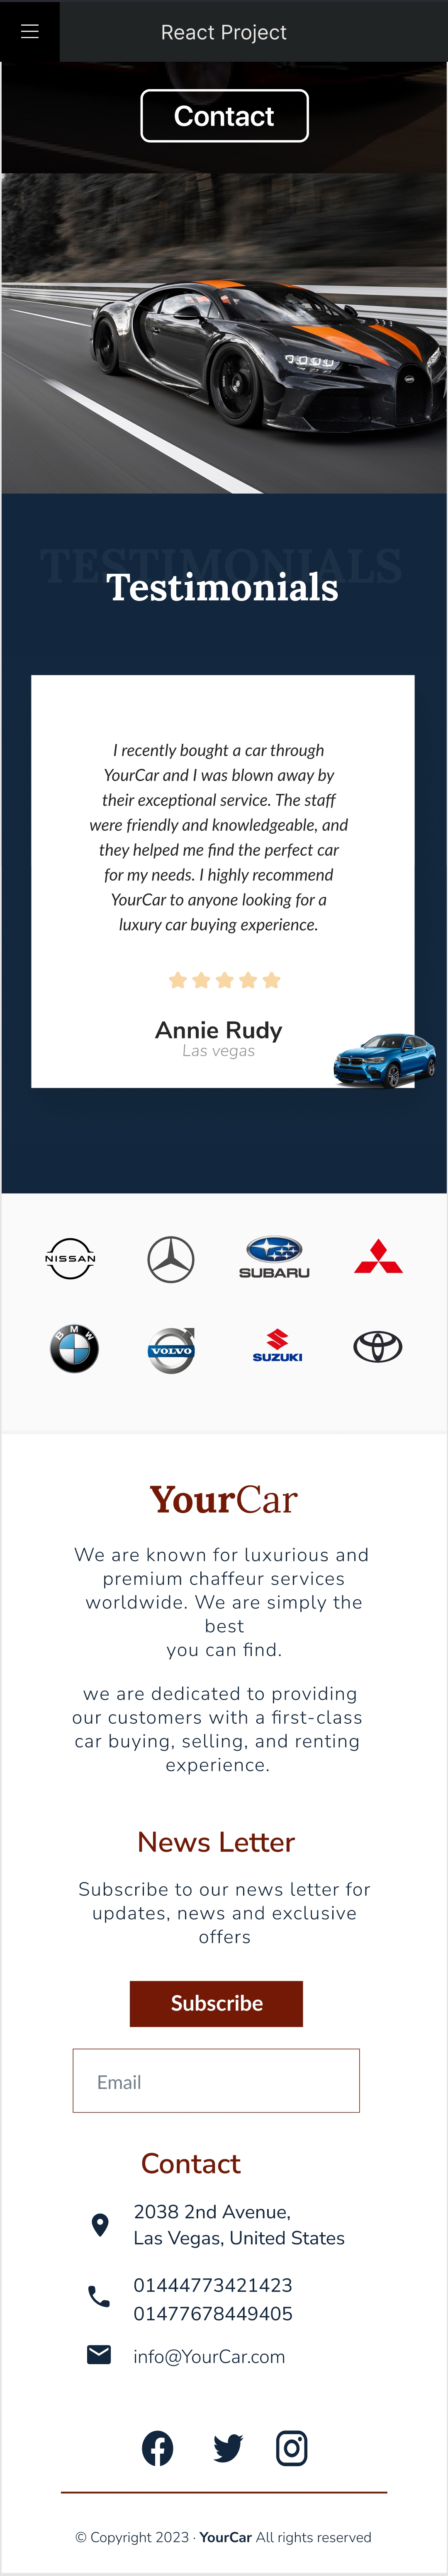 React Project
Contact
TESTIMONIALS
Testimonials
I recently bought a car through
YourCar and I was blown away by
their exceptional service. The staff
were friendly and knowledgeable, and
they helped me find the perfect car
for my needs. I highly recommend
YourCar to anyone looking for a
luxury car buying experience.
Annie Rudy
Las vegas
NISSAN
SUBARU
BMW
VOLVO
SUZUKI
YourCar
We are known for luxurious and
premium chaffeur services
worldwide. We are simply the
best
you can find.
we are dedicated to providing
our customers with a first-class
car buying, selling, and renting
experience.
News Letter
Subscribe to our news letter for
updates, news and exclusive
offers
Subscribe
Email
Contact
2038 2nd Avenue,
Las Vegas, United States
01444773421423
01477678449405
info@YourCar.com
© Copyright 2023 · YourCar All rights reserved